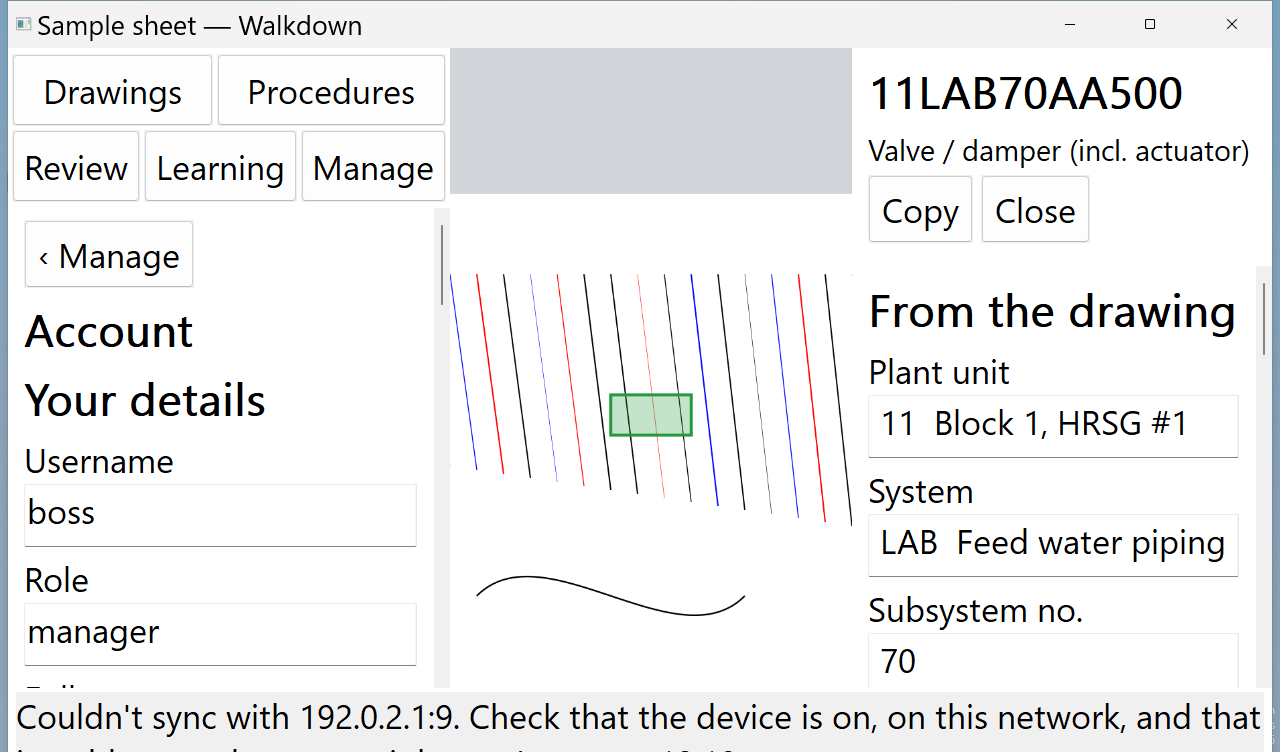 Sample sheet — Walkdown
Drawings
Procedures
Review
Learning
Manage
‹ Manage
Account
Your details
Username
boss
Role
manager
11LAB70AA500
Valve / damper (incl. actuator)
Copy
Close
From the drawing
Plant unit
11  Block 1, HRSG #1
System
LAB  Feed water piping
Subsystem no.
70
Couldn't sync with 192.0.2.1:9. Check that the device is on, on this network, and that